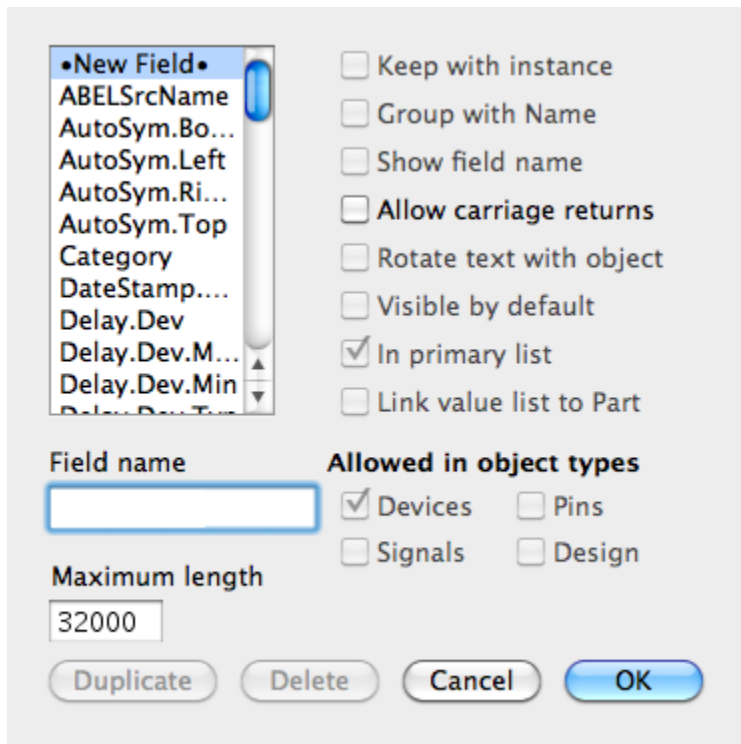 •New Field•
ABELSrcName
AutoSym.Bo...
AutoSym.Left
AutoSym.Ri...
AutoSym.Top
Category
DateStamp....
Delay.Dev
Delay.Dev.M...
Delay.Dev.Min
Delay.Dev.Typ
Keep with instance
Group with Name
Show field name
Allow carriage returns
Rotate text with object
Visible by default
In primary list
Link value list to Part
Field name
Allowed in object types
Devices
Pins
Signals
Design
Maximum length
32000
Duplicate
Delete
Cancel
OK